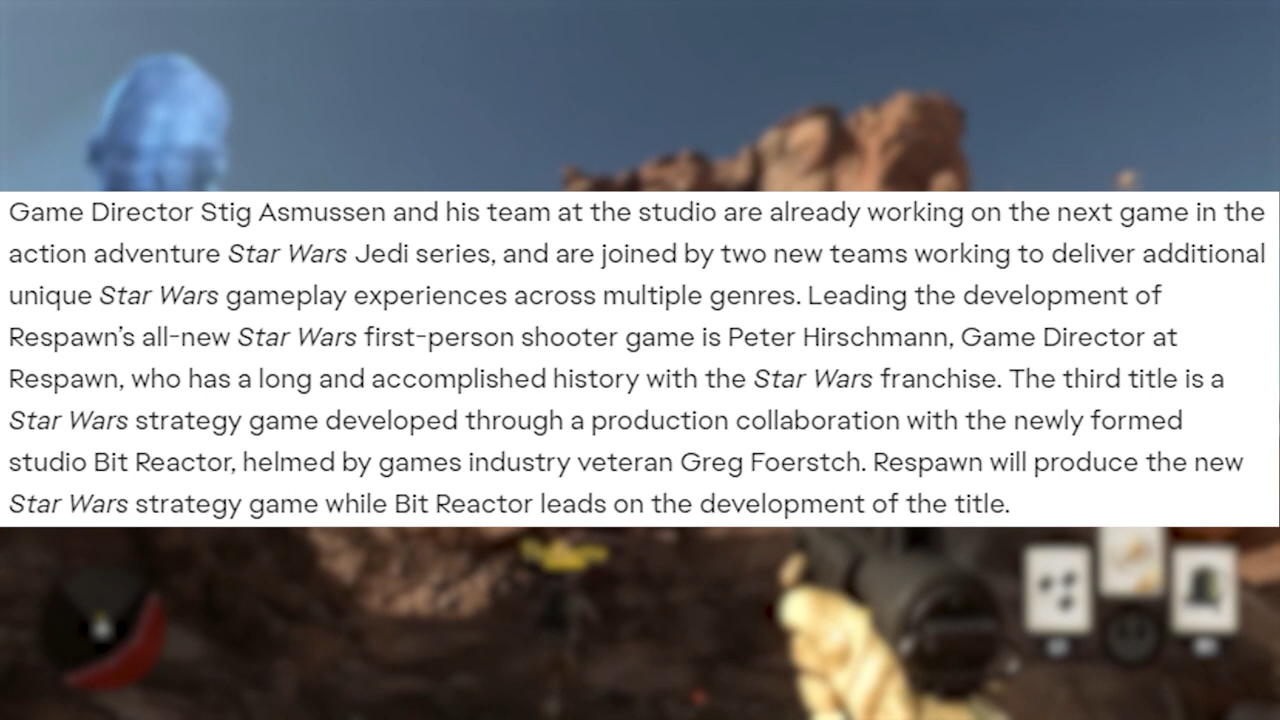 Game Director Stig Asmussen and his team at the studio are already working on the next game in the
action adventure Star Wars Jedi series, and are joined by two new teams working to deliver additional
unique Star Wars gameplay experiences across multiple genres. Leading the development of
Respawn’s all-new Star Wars first-person shooter game is Peter Hirschmann, Game Director at
Respawn, who has a long and accomplished history with the Star Wars franchise. The third title is a
Star Wars strategy game developed through a production collaboration with the newly formed
studio Bit Reactor, helmed by games industry veteran Greg Foerstch. Respawn will produce the new
Star Wars strategy game while Bit Reactor leads on the development of the title.